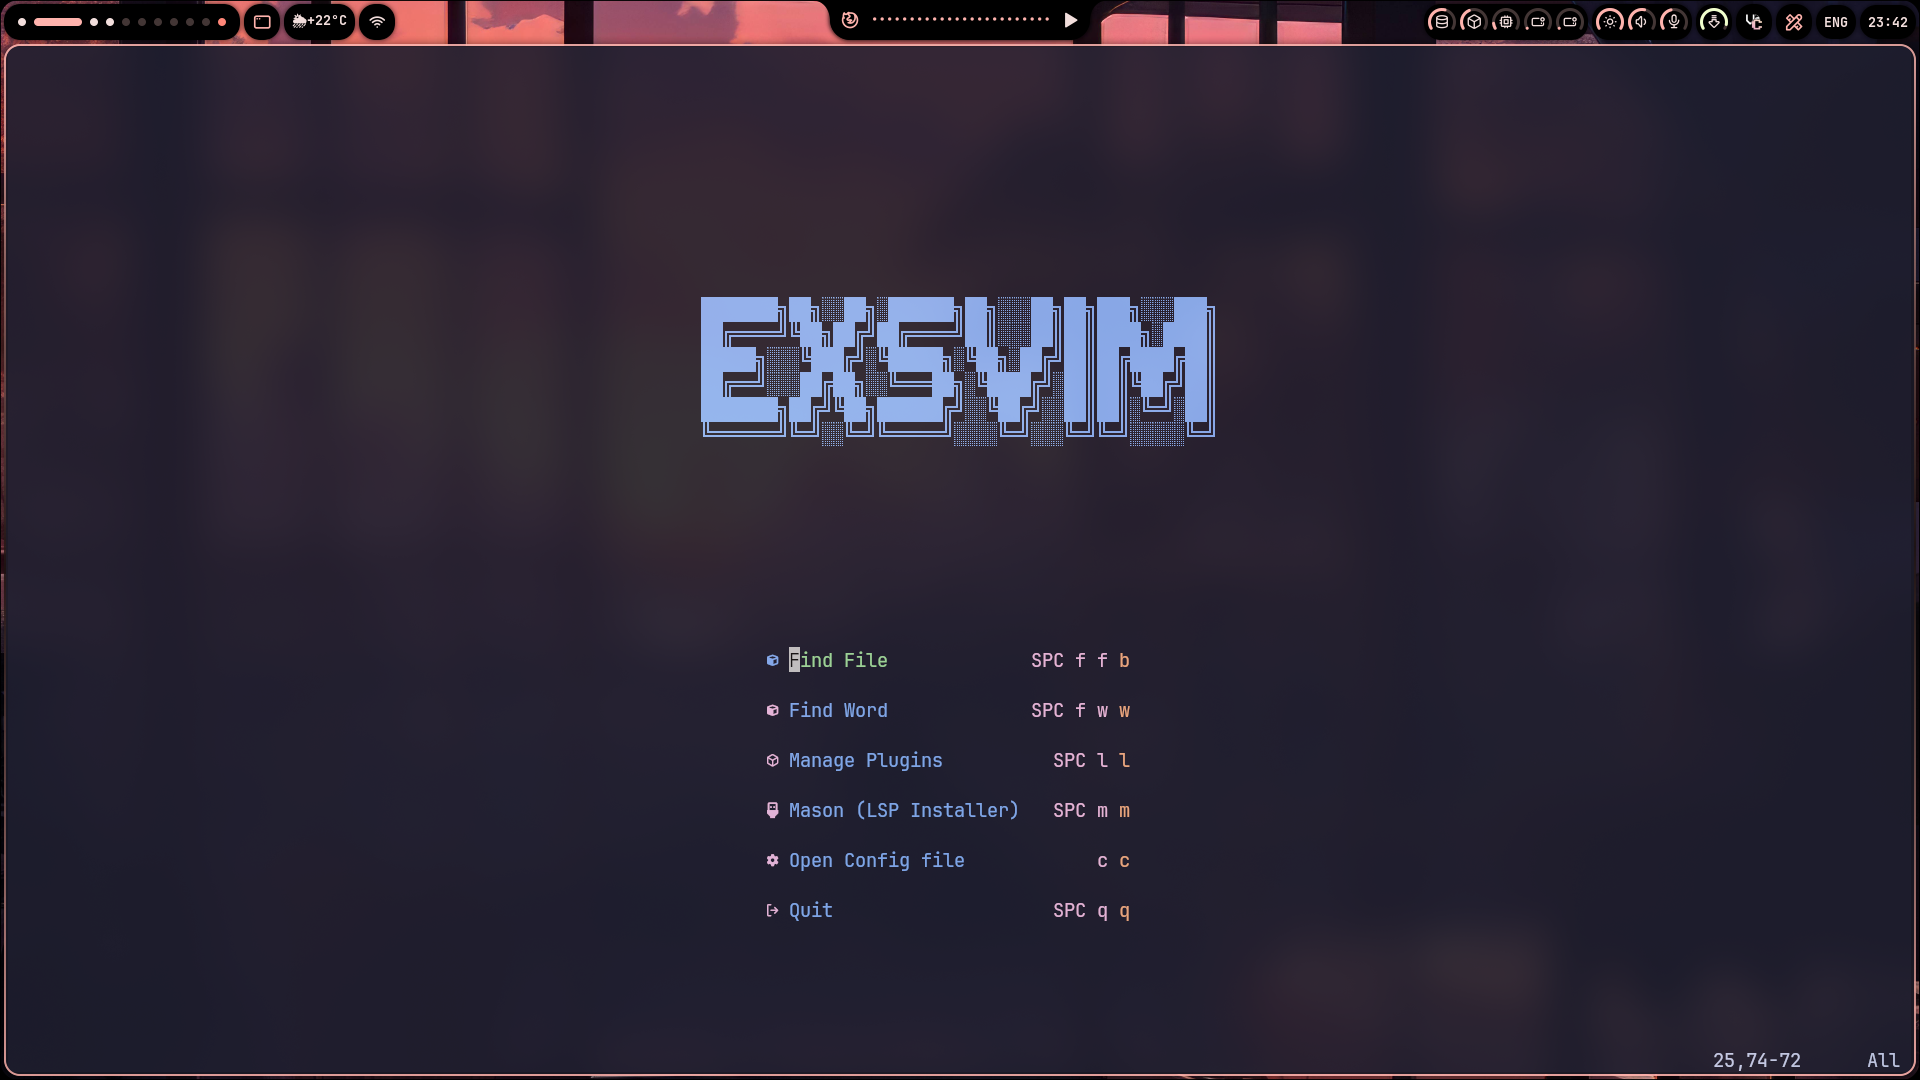 +22°C
ENG
23:42
EXSVIM
Find File SPC f f b
Find Word SPC f w w
Manage Plugins SPC l l
Mason (LSP Installer) SPC m m
Open Config file c c
Quit SPC q q
25,74-72 All